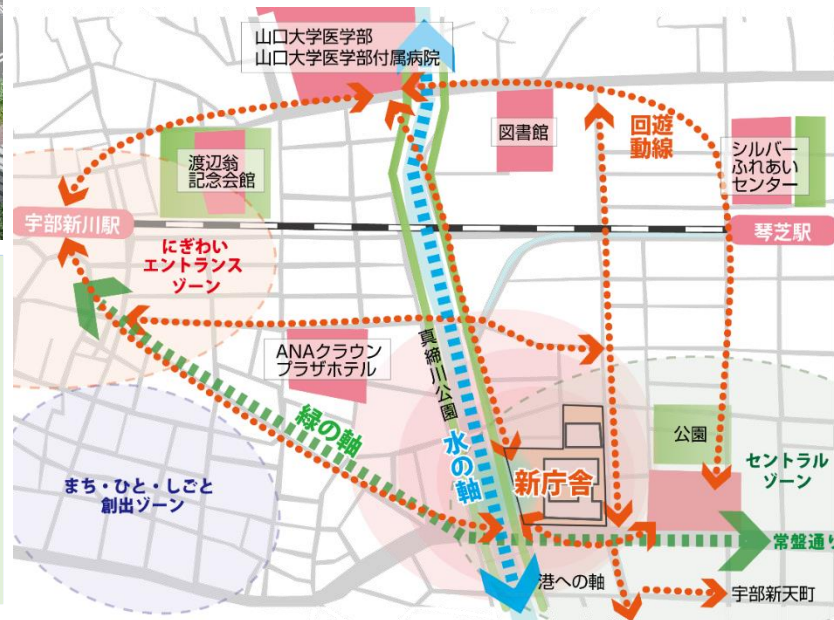 山口大学医学部
山口大学医学部付属病院
図書館
回遊
動線
シルバー
ふれあい
センター
渡辺翁
記念会館
宇部新川駅
琴芝駅
にぎわい
エントランス
ゾーン
ANAクラウン
プラザホテル
真締川公園
緑の軸
水の軸
公園
まち・ひと・しごと
創出ゾーン
新庁舎
セントラル
ゾーン
常盤通り
港への軸
宇部新天町